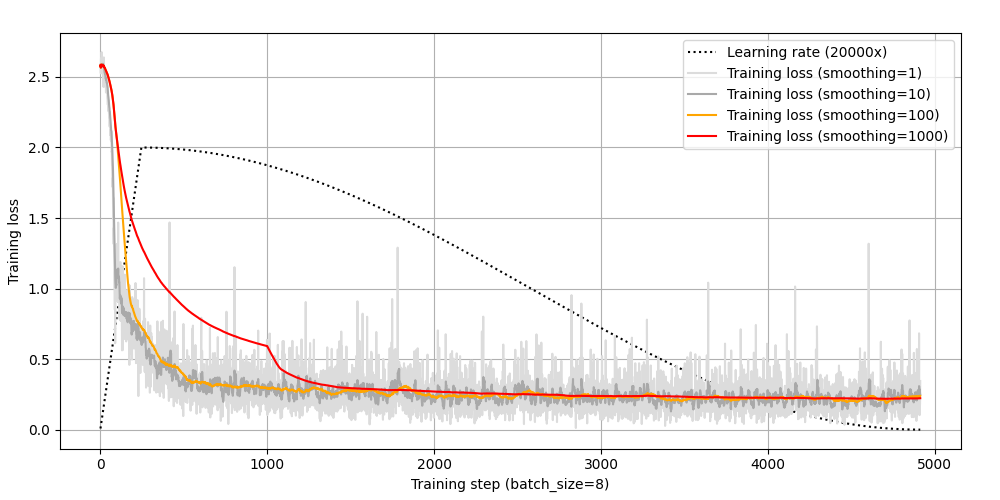 Learning rate (20000x)
Training loss (smoothing=1)
Training loss (smoothing=10)
Training loss (smoothing=100)
Training loss (smoothing=1000)
Training loss
2.5
2.0
1.5
1.0
0.5
0.0
0 1000 2000 3000 4000 5000
Training step (batch_size=8)